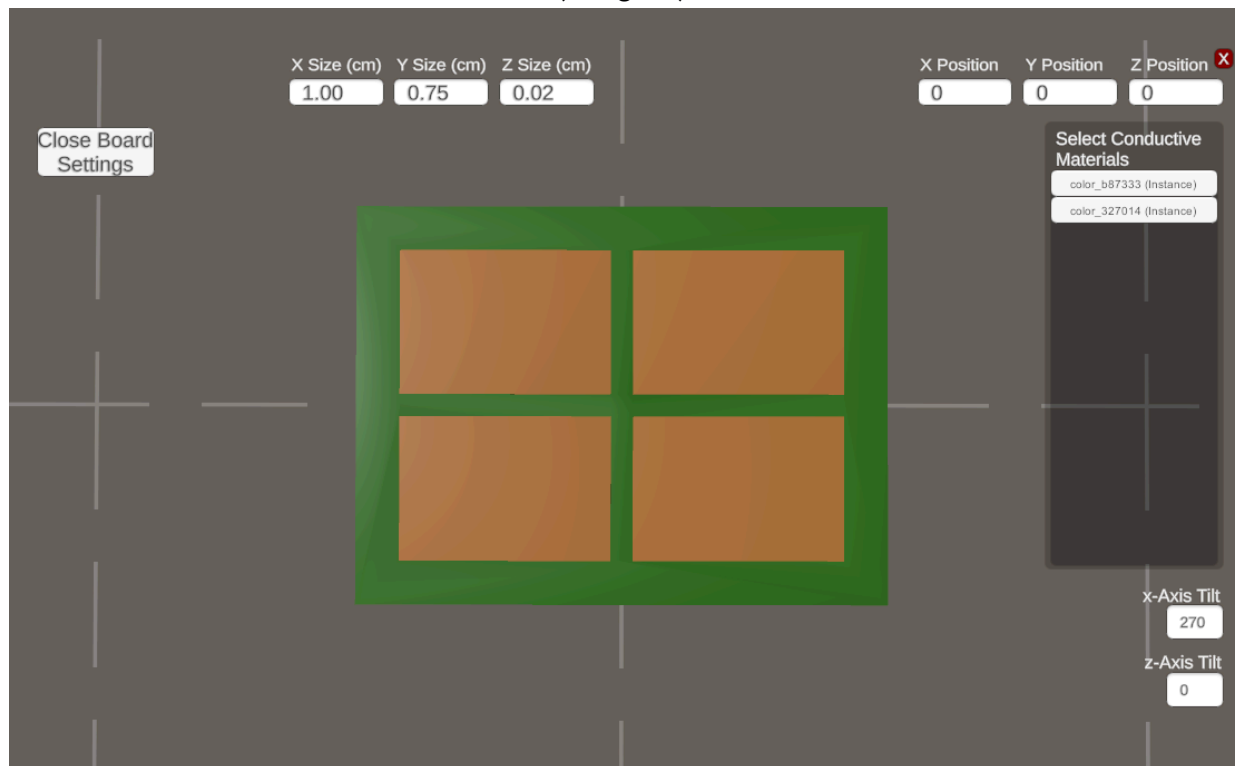 X Size (cm) Y Size (cm) Z Size (cm)
1.00 0.75 0.02
X Position Y Position Z Position X
0 0 0
Close Board
Settings
Select Conductive
Materials
color_b87333 (Instance)
color_327014 (Instance)
x-Axis Tilt
270
z-Axis Tilt
0